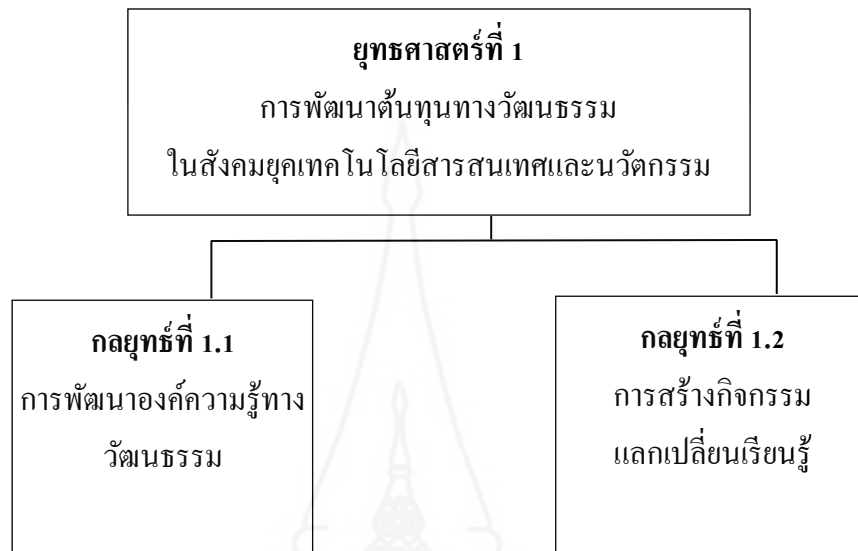 ยุทธศาสตร์ที่ 1
การพัฒนาต้นทุนทางวัฒนธรรม
ในสังคมยุคเทคโนโลยีสารสนเทศและนวัตกรรม
กลยุทธ์ที่ 1.1
การพัฒนาองค์ความรู้ทาง
วัฒนธรรม
กลยุทธ์ที่ 1.2
การสร้างกิจกรรม
แลกเปลี่ยนเรียนรู้